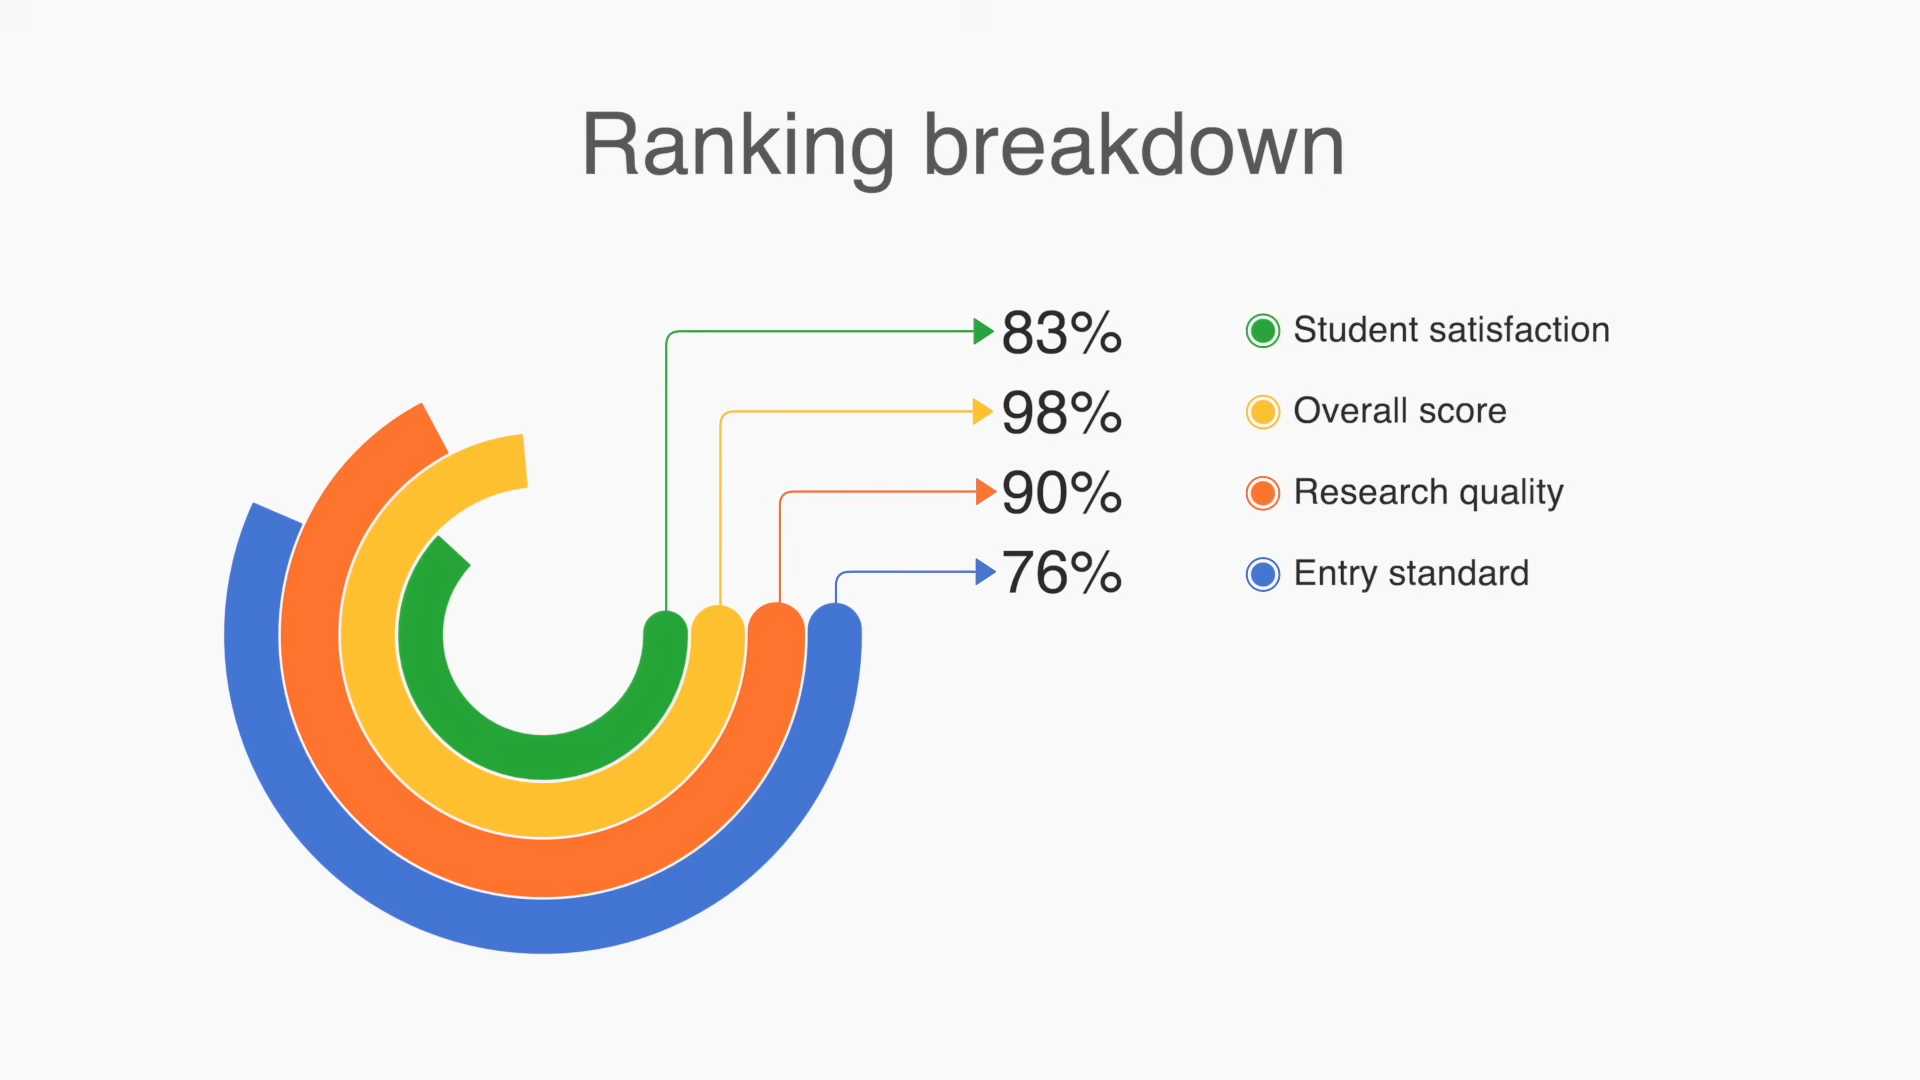 Ranking breakdown
83% Student satisfaction
98% Overall score
90% Research quality
76% Entry standard